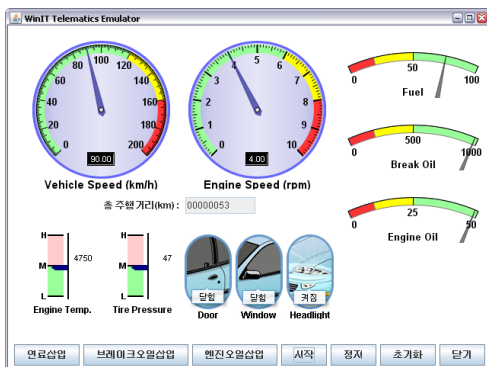 WinIT Telematics Emulator
0 20 40 60 80 100 120 140 160 180 200
90.00
Vehicle Speed (km/h)
0 1 2 3 4 5 6 7 8 9 10
4.00
Engine Speed (rpm)
0 50 100
Fuel
0 500 1000
Break Oil
0 25 50
Engine Oil
총 주행거리(km) : 00000053
H
M
L
4750
Engine Temp.
H
M
L
47
Tire Pressure
닫힘
Door
닫힘
Window
켜짐
Headlight
연료삽입 브레이크오일삽입 엔진오일삽입 시작 정지 초기화 닫기